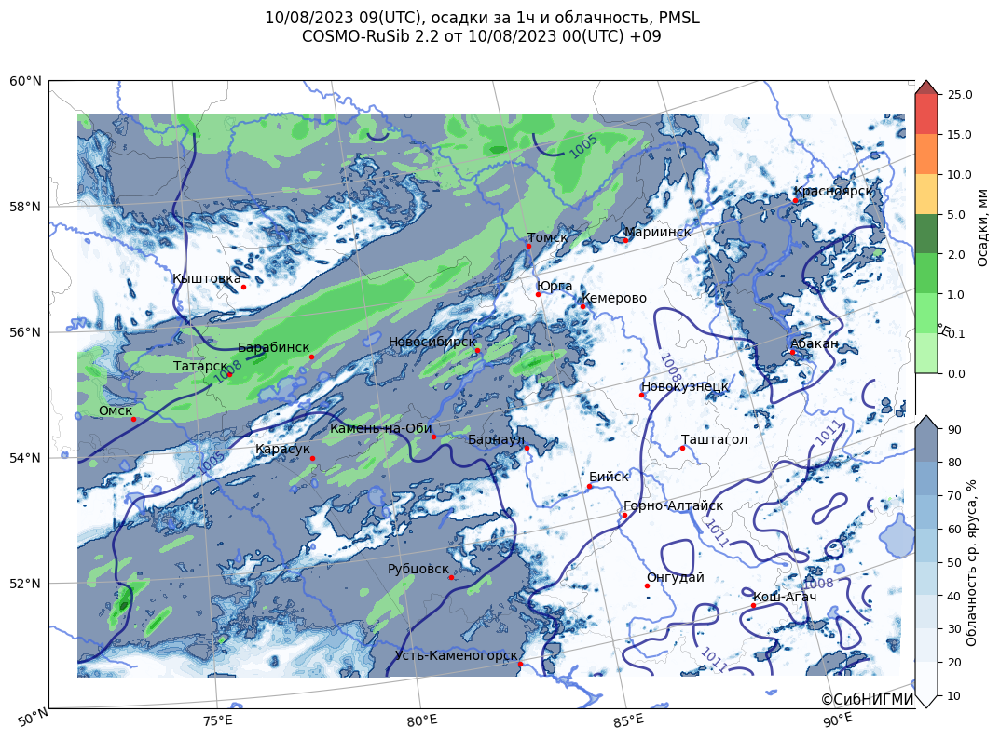 10/08/2023 09(UTC), осадки за 1ч и облачность, PMSL
COSMO-RuSib 2.2 от 10/08/2023 00(UTC) +09
60°N
58°N
56°N
54°N
52°N
50°N
75°E
80°E
85°E
90°E
°E
1005
Красноярск
Томск
Мариинск
Кыштовка
Юрга
Кемерово
Новосибирск
Барабинск
Абакан
Татарск
1008
1008
Новокузнецк
Омск
Камень-на-Оби
Барнаул
Таштагол
1011
Карасук
1005
Бийск
Горно-Алтайск
1011
Рубцовск
Онгудай
1008
Кош-Агач
Усть-Каменогорск
1011
©СибНИГМИ
25.0
15.0
10.0
5.0
2.0
1.0
0.1
0.0
Осадки, мм
90
80
70
60
50
40
30
20
10
Облачность ср. яруса, %